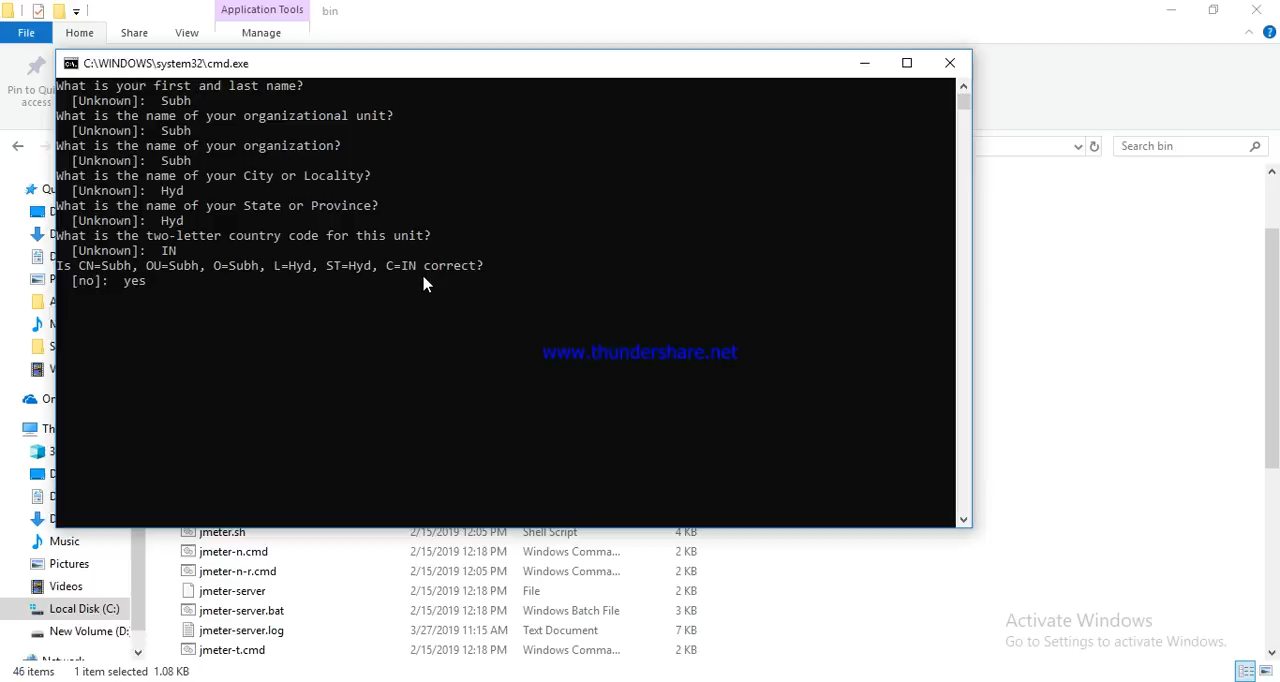 Application Tools
bin
File
Home
Share
View
Manage
C:\WINDOWS\system32\cmd.exe
Pin to
access
What is your first and last name?
[Unknown]:  Subh
What is the name of your organizational unit?
[Unknown]:  Subh
What is the name of your organization?
[Unknown]:  Subh
What is the name of your City or Locality?
[Unknown]:  Hyd
What is the name of your State or Province?
[Unknown]:  Hyd
What is the two-letter country code for this unit?
[Unknown]:  IN
Is CN=Subh, OU=Subh, O=Subh, L=Hyd, ST=Hyd, C=IN correct?
[no]:  yes
Search bin
www.thundershare.net
Music
Pictures
Videos
Local Disk (C:)
New Volume (D:
Network
jmeter.sh 2/15/2019 12:05 PM Shell Script 4 KB
jmeter-n.cmd 2/15/2019 12:18 PM Windows Comma... 2 KB
jmeter-n-r.cmd 2/15/2019 12:05 PM Windows Comma... 2 KB
jmeter-server 2/15/2019 12:18 PM File 2 KB
jmeter-server.bat 2/15/2019 12:18 PM Windows Batch File 3 KB
jmeter-server.log 3/27/2019 11:15 AM Text Document 7 KB
jmeter-t.cmd 2/15/2019 12:18 PM Windows Comma... 2 KB
Activate Windows
Go to Settings to activate Windows.
46 items 1 item selected 1.08 KB